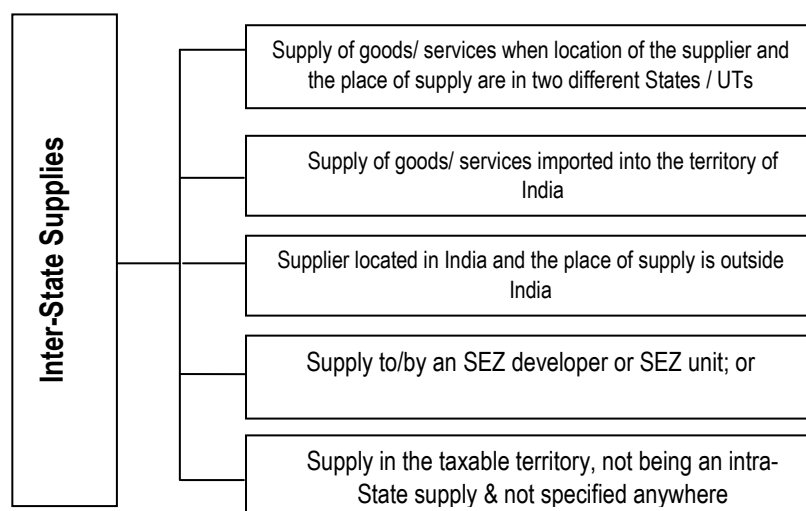 Inter-State Supplies
Supply of goods/ services when location of the supplier and
the place of supply are in two different States / UTs
Supply of goods/ services imported into the territory of
India
Supplier located in India and the place of supply is outside
India
Supply to/by an SEZ developer or SEZ unit; or
Supply in the taxable territory, not being an intra-
State supply & not specified anywhere